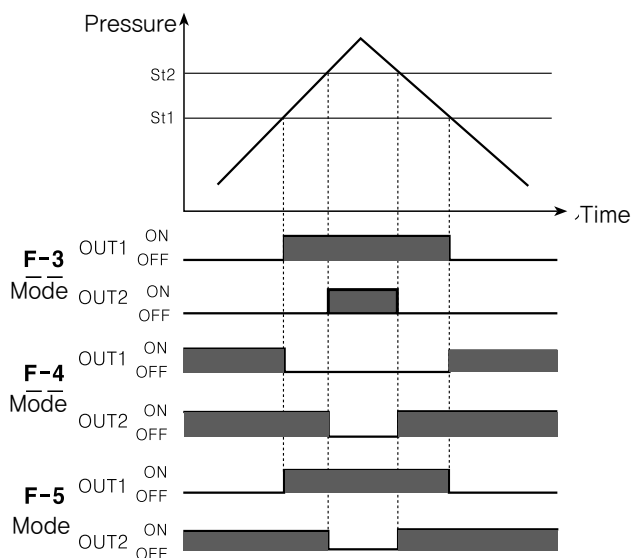 Pressure
St2
St1
Time
F-3 Mode OUT1 ON OFF
OUT2 ON OFF
F-4 Mode OUT1 ON OFF
OUT2 ON OFF
F-5 Mode OUT1 ON OFF
OUT2 ON OFF